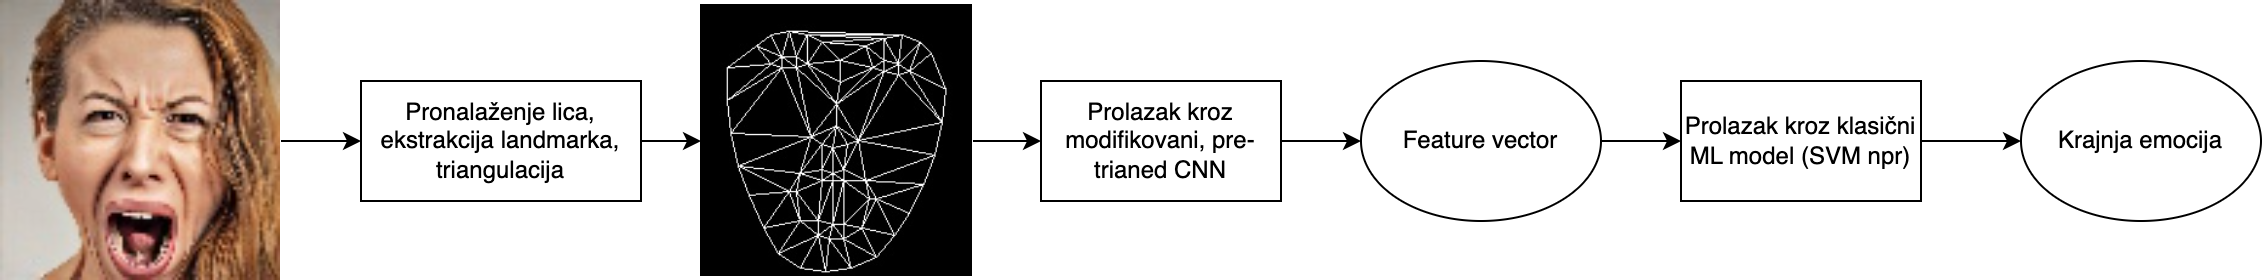 Pronalaženje lica,
ekstrakcija landmarka,
triangulacija
Prolazak kroz
modifikovani, pre-
trianed CNN
Feature vector
Prolazak kroz klasični
ML model (SVM npr)
Krajnja emocija